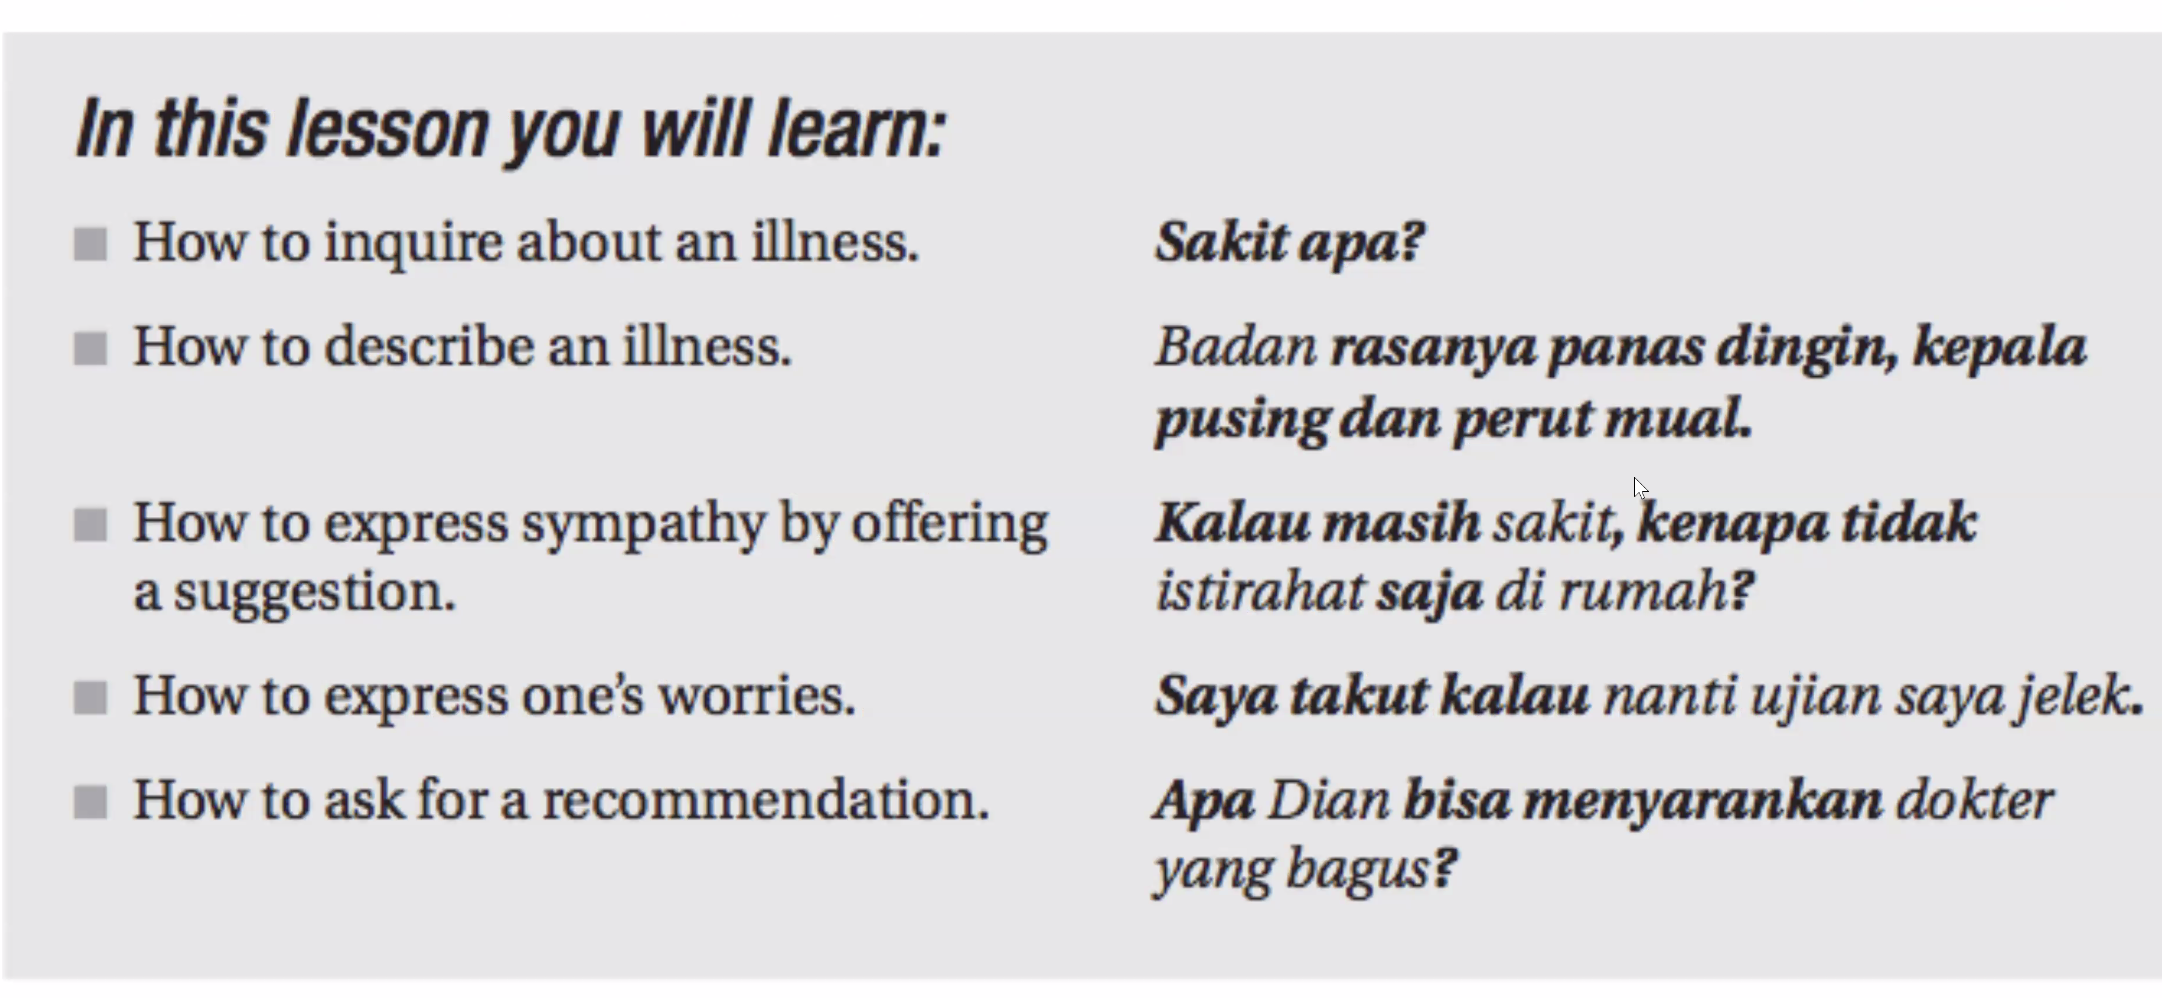 In this lesson you will learn:
How to inquire about an illness.
Sakit apa?
How to describe an illness.
Badan rasanya panas dingin, kepala
pusing dan perut mual.
How to express sympathy by offering
a suggestion.
Kalau masih sakit, kenapa tidak
istirahat saja di rumah?
How to express one's worries.
Saya takut kalau nanti ujian saya jelek.
How to ask for a recommendation.
Apa Dian bisa menyarankan dokter
yang bagus?